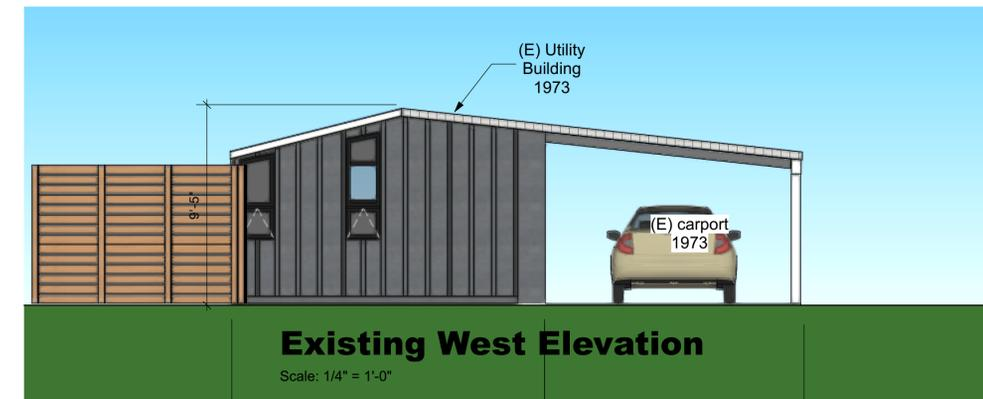 (E) Utility
Building
1973
9'-5"
(E) carport
1973
Existing West Elevation
Scale: 1/4" = 1'-0"